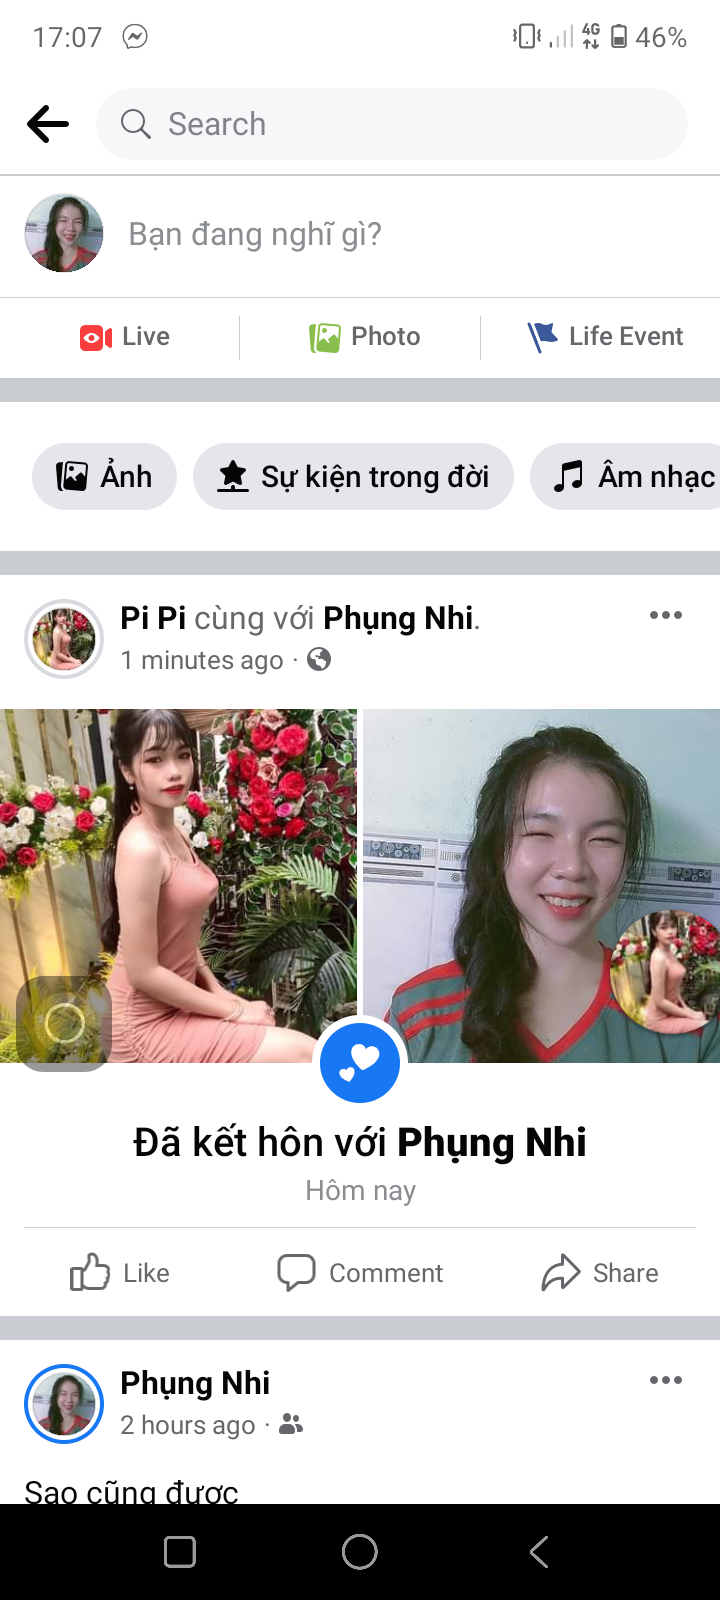 17:07 4G 46%
Search
Bạn đang nghĩ gì?
Live Photo Life Event
Ảnh Sự kiện trong đời Âm nhạc
Pi Pi cùng với Phụng Nhi.
1 minutes ago ·
Đã kết hôn với Phụng Nhi
Hôm nay
Like Comment Share
Phụng Nhi
2 hours ago ·
Sao cũng được